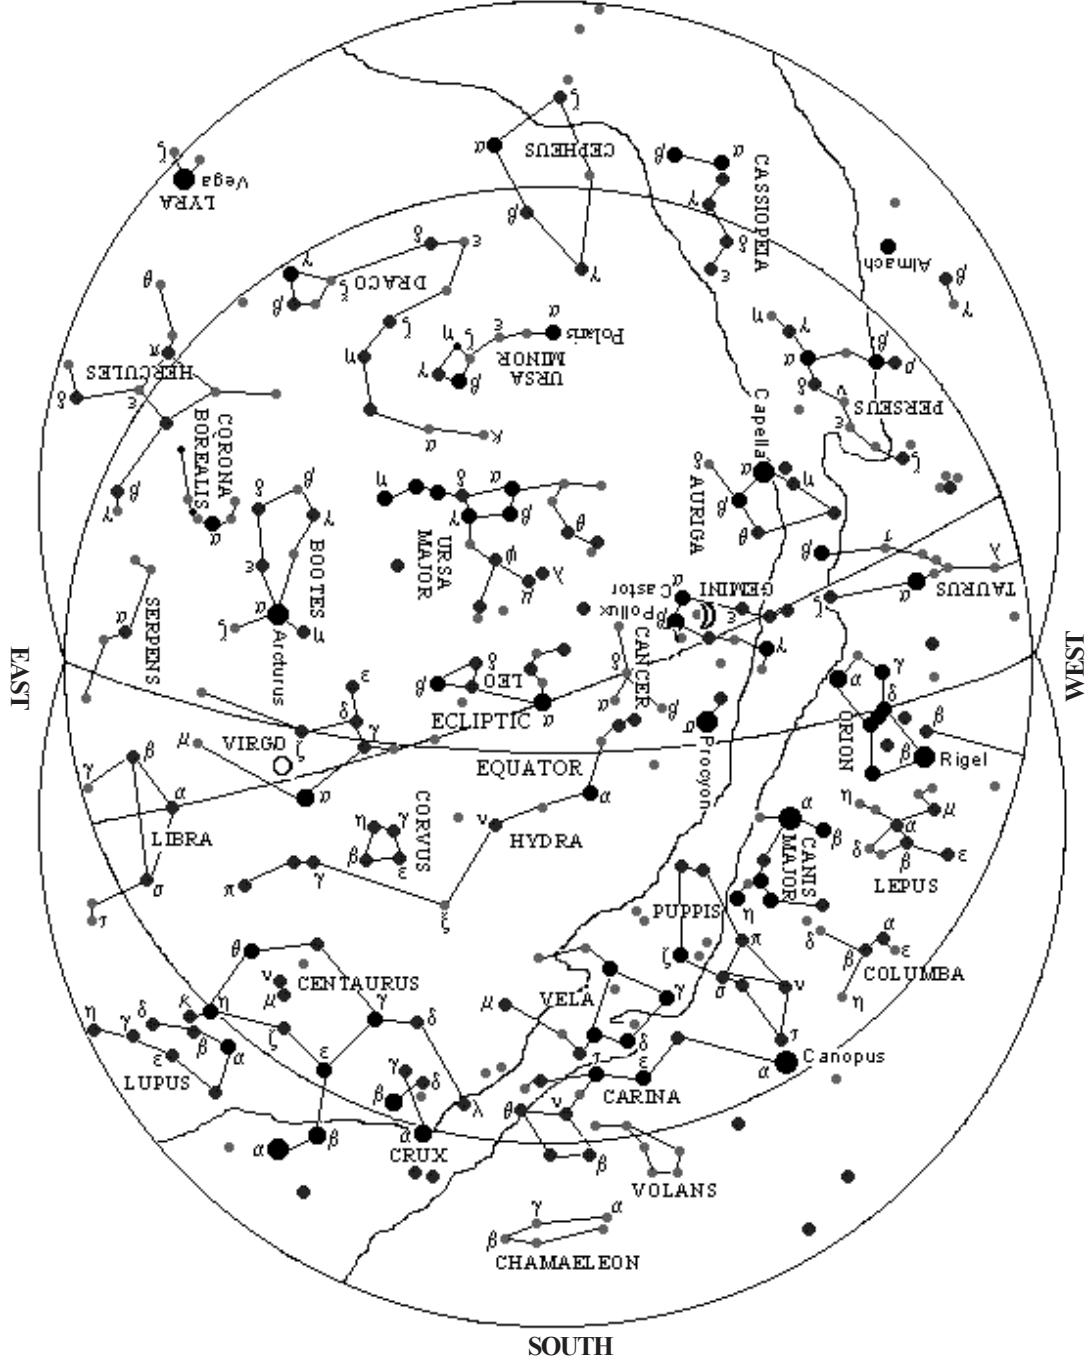 ζ
CEPHEUS
α
β
γ
β
α
γ
δ
ε
CASSIOPEIA
ζ
Vega
LYRA
Almach
β
γ
θ
π
HERCULES
δ
ε
β
γ
γ
β
ξ
DRACO
δ
ε
ζ
η
α
κ
α
Polaris
ε
ζ
η
γ
β
URSA
MINOR
η
γ
α
δ
ν
ε
ζ
β
ρ
PERSEUS
Capella
α
η
δ
β
θ
AURIGA
CORONA
BOREALIS
α
δ
β
γ
ε
α
η
ζ
BOOTES
Arcturus
η
δ
α
γ
β
θ
ψ
λ
μ
URSA
MAJOR
β
τ
λ
α
ζ
TAURUS
α
Castor
Pollux
β
GEMINI
ε
ζ
γ
CANCER
δ
α
β
SERPENS
α
EAST
WEST
δ
β
LEO
α
ECLIPTIC
EQUATOR
ε
δ
γ
ζ
μ
VIRGO
α
α
Procyon
α
γ
δ
β
β
Rigel
ORION
β
γ
α
LIBRA
σ
τ
η
γ
β
ε
CORVUS
ν
HYDRA
α
π
γ
ζ
α
β
CANIS
MAJOR
η
η
α
μ
δ
β
ε
LEPUS
PUPPIS
ζ
π
σ
ν
τ
δ
α
β
ε
COLUMBA
η
θ
ν
μ
CENTAURUS
κ
η
ζ
γ
δ
ε
λ
η
γ
δ
β
α
ε
LUPUS
μ
VELA
γ
δ
Canopus
α
ε
CARINA
θ
ν
β
γ
δ
β
α
CRUX
α
β
VOLANS
γ
α
β
CHAMAELEON
SOUTH